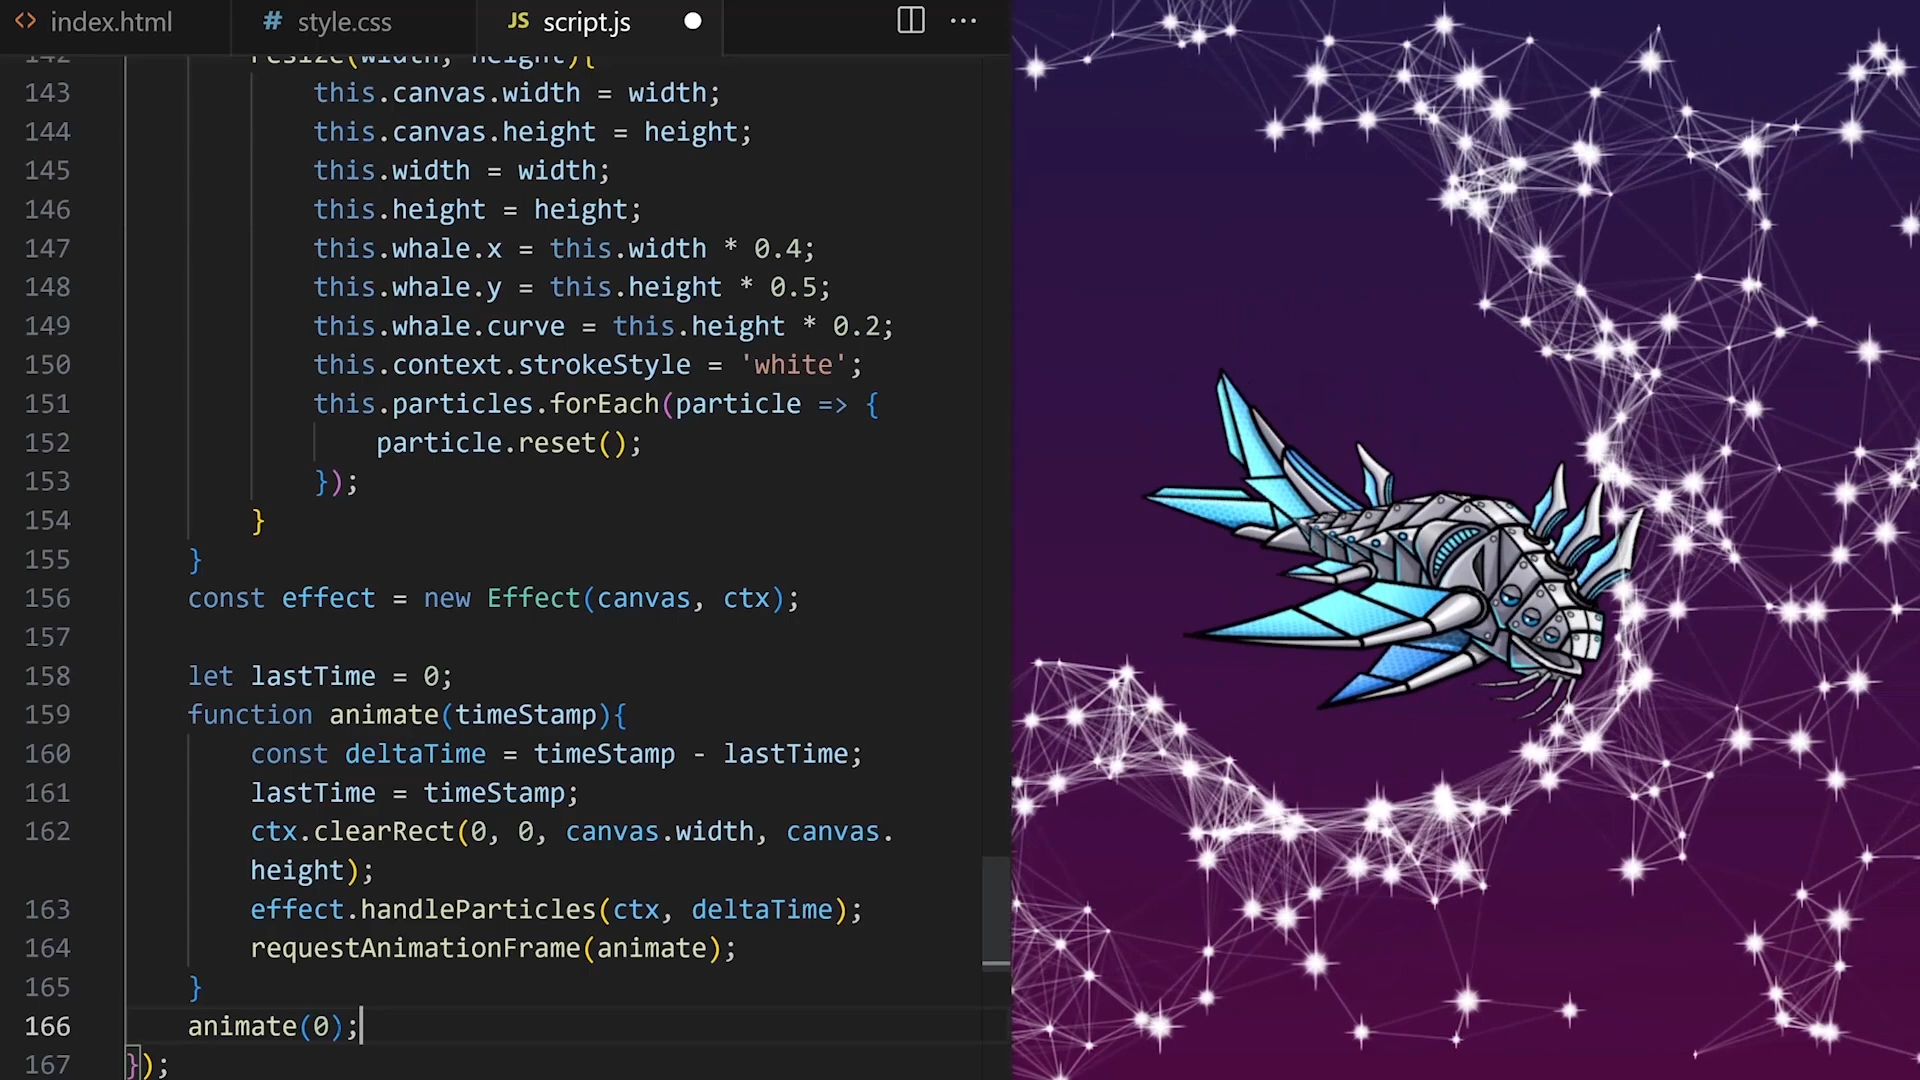 <> index.html # style.css JS script.js ● ···
142 resize(width, height){
143 this.canvas.width = width;
144 this.canvas.height = height;
145 this.width = width;
146 this.height = height;
147 this.whale.x = this.width * 0.4;
148 this.whale.y = this.height * 0.5;
149 this.whale.curve = this.height * 0.2;
150 this.context.strokeStyle = 'white';
151 this.particles.forEach(particle => {
152 particle.reset();
153 });
154 }
155 }
156 const effect = new Effect(canvas, ctx);
157
158 let lastTime = 0;
159 function animate(timeStamp){
160 const deltaTime = timeStamp - lastTime;
161 lastTime = timeStamp;
162 ctx.clearRect(0, 0, canvas.width, canvas.
height);
163 effect.handleParticles(ctx, deltaTime);
164 requestAnimationFrame(animate);
165 }
166 animate(0);
167 });